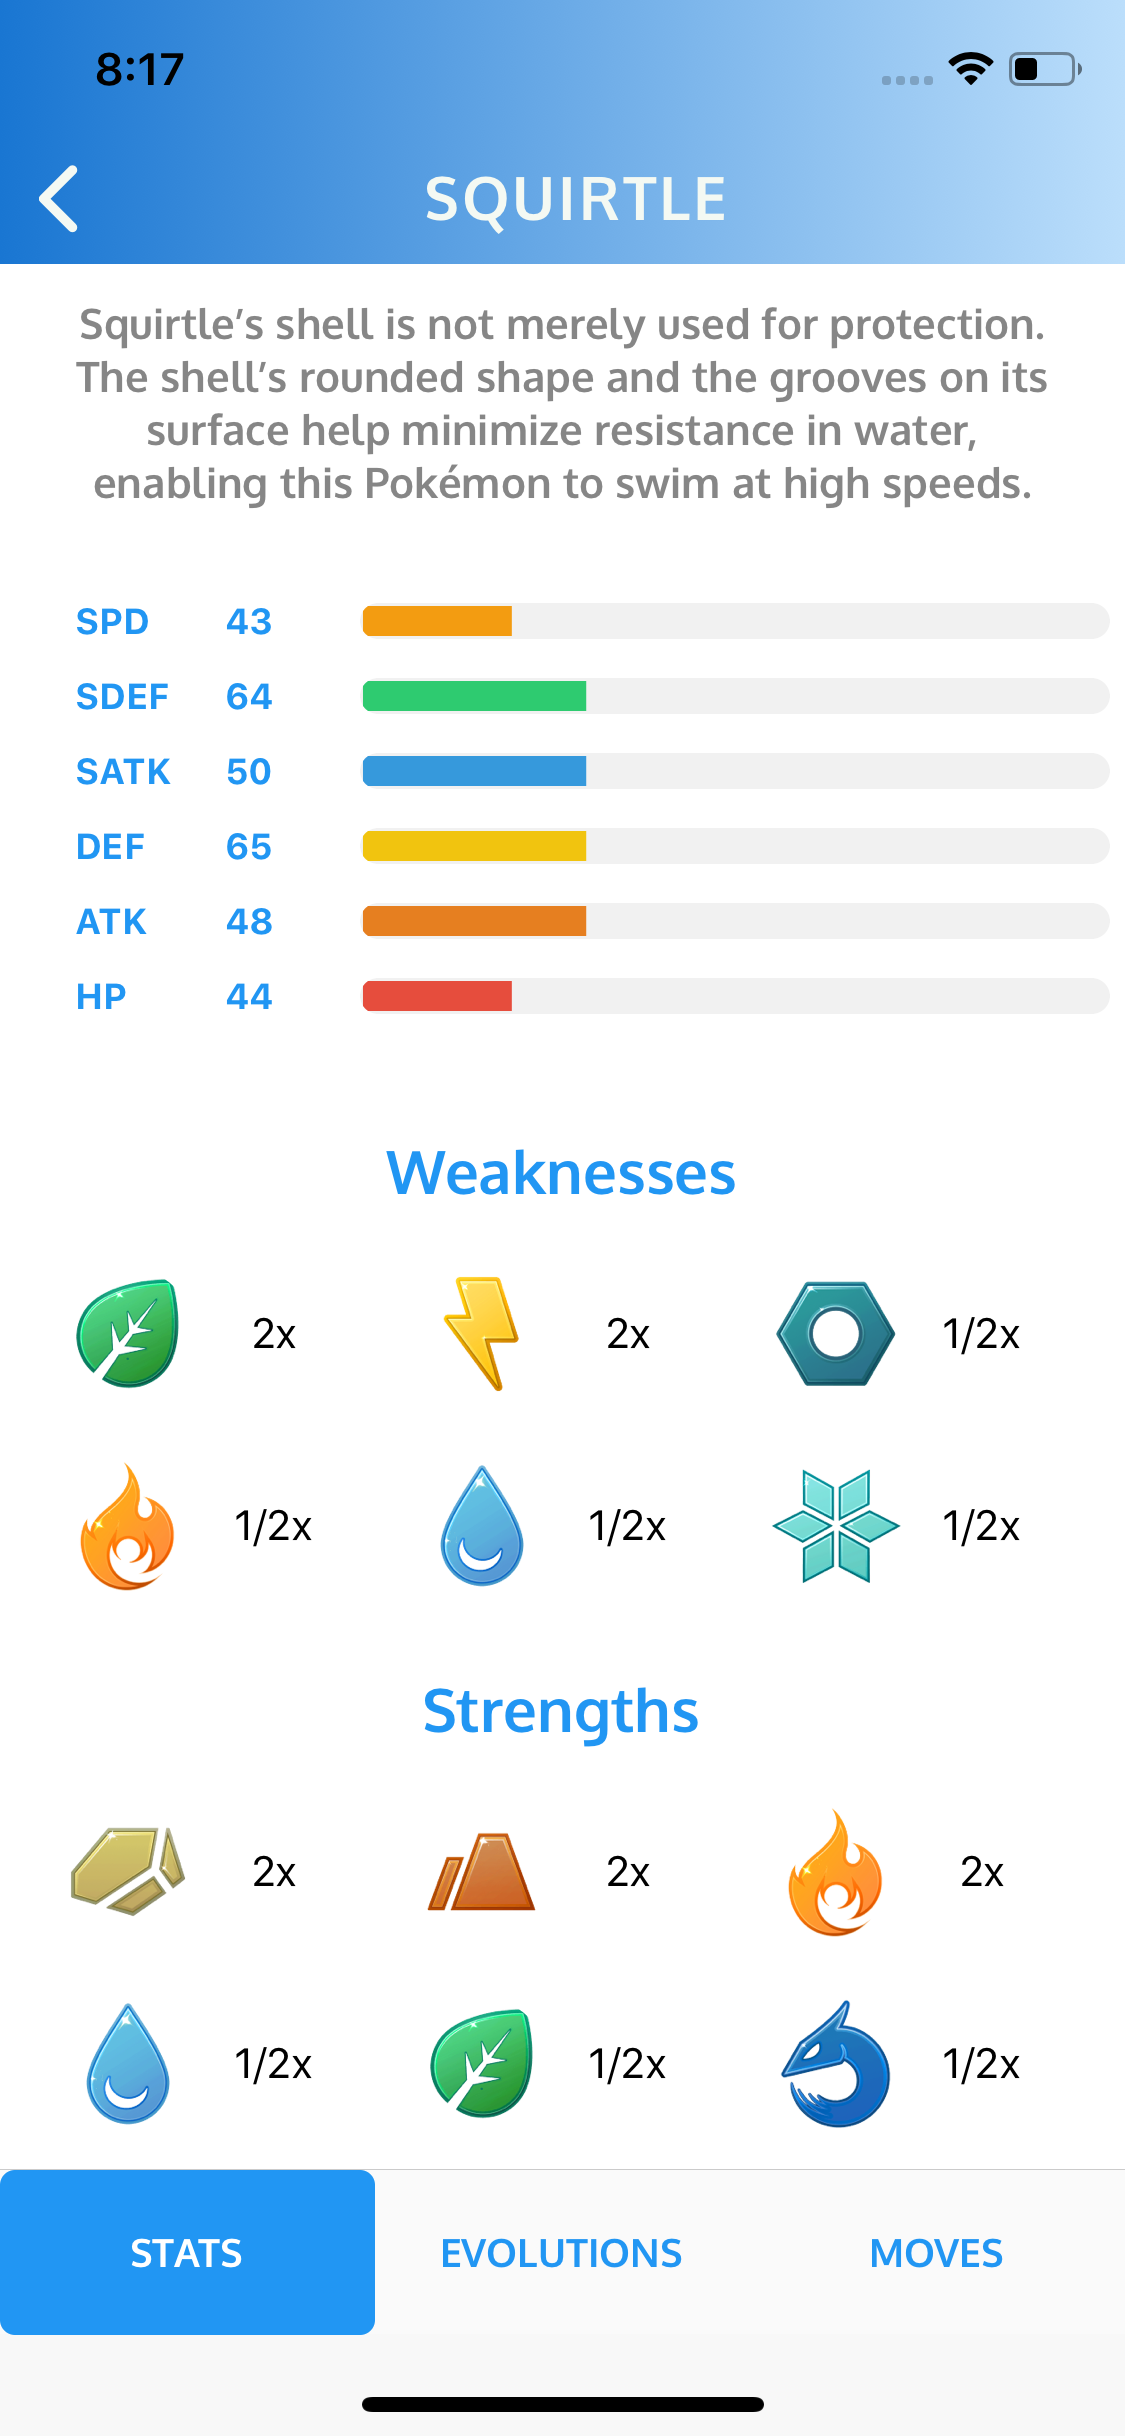 8:17
SQUIRTLE
Squirtle’s shell is not merely used for protection.
The shell’s rounded shape and the grooves on its
surface help minimize resistance in water,
enabling this Pokémon to swim at high speeds.
SPD 43
SDEF 64
SATK 50
DEF 65
ATK 48
HP 44
Weaknesses
2x 2x 1/2x
1/2x 1/2x 1/2x
Strengths
2x 2x 2x
1/2x 1/2x 1/2x
STATS EVOLUTIONS MOVES